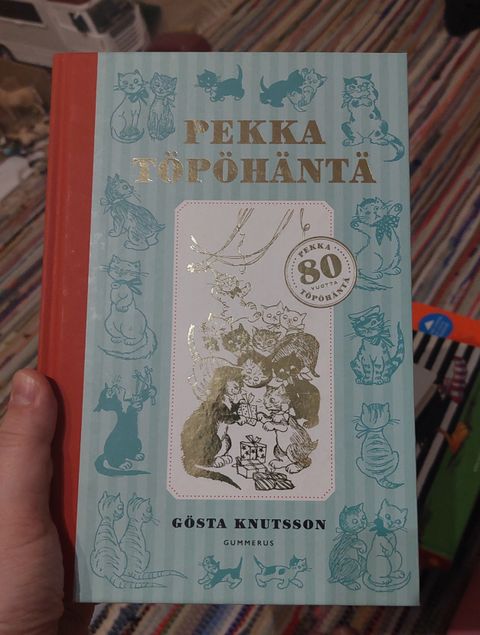 PEKKA
TÖPÖHÄNTÄ
PEKKA
80
VUOTTA
TÖPÖHÄNTÄ
GÖSTA KNUTSSON
GUMMERUS